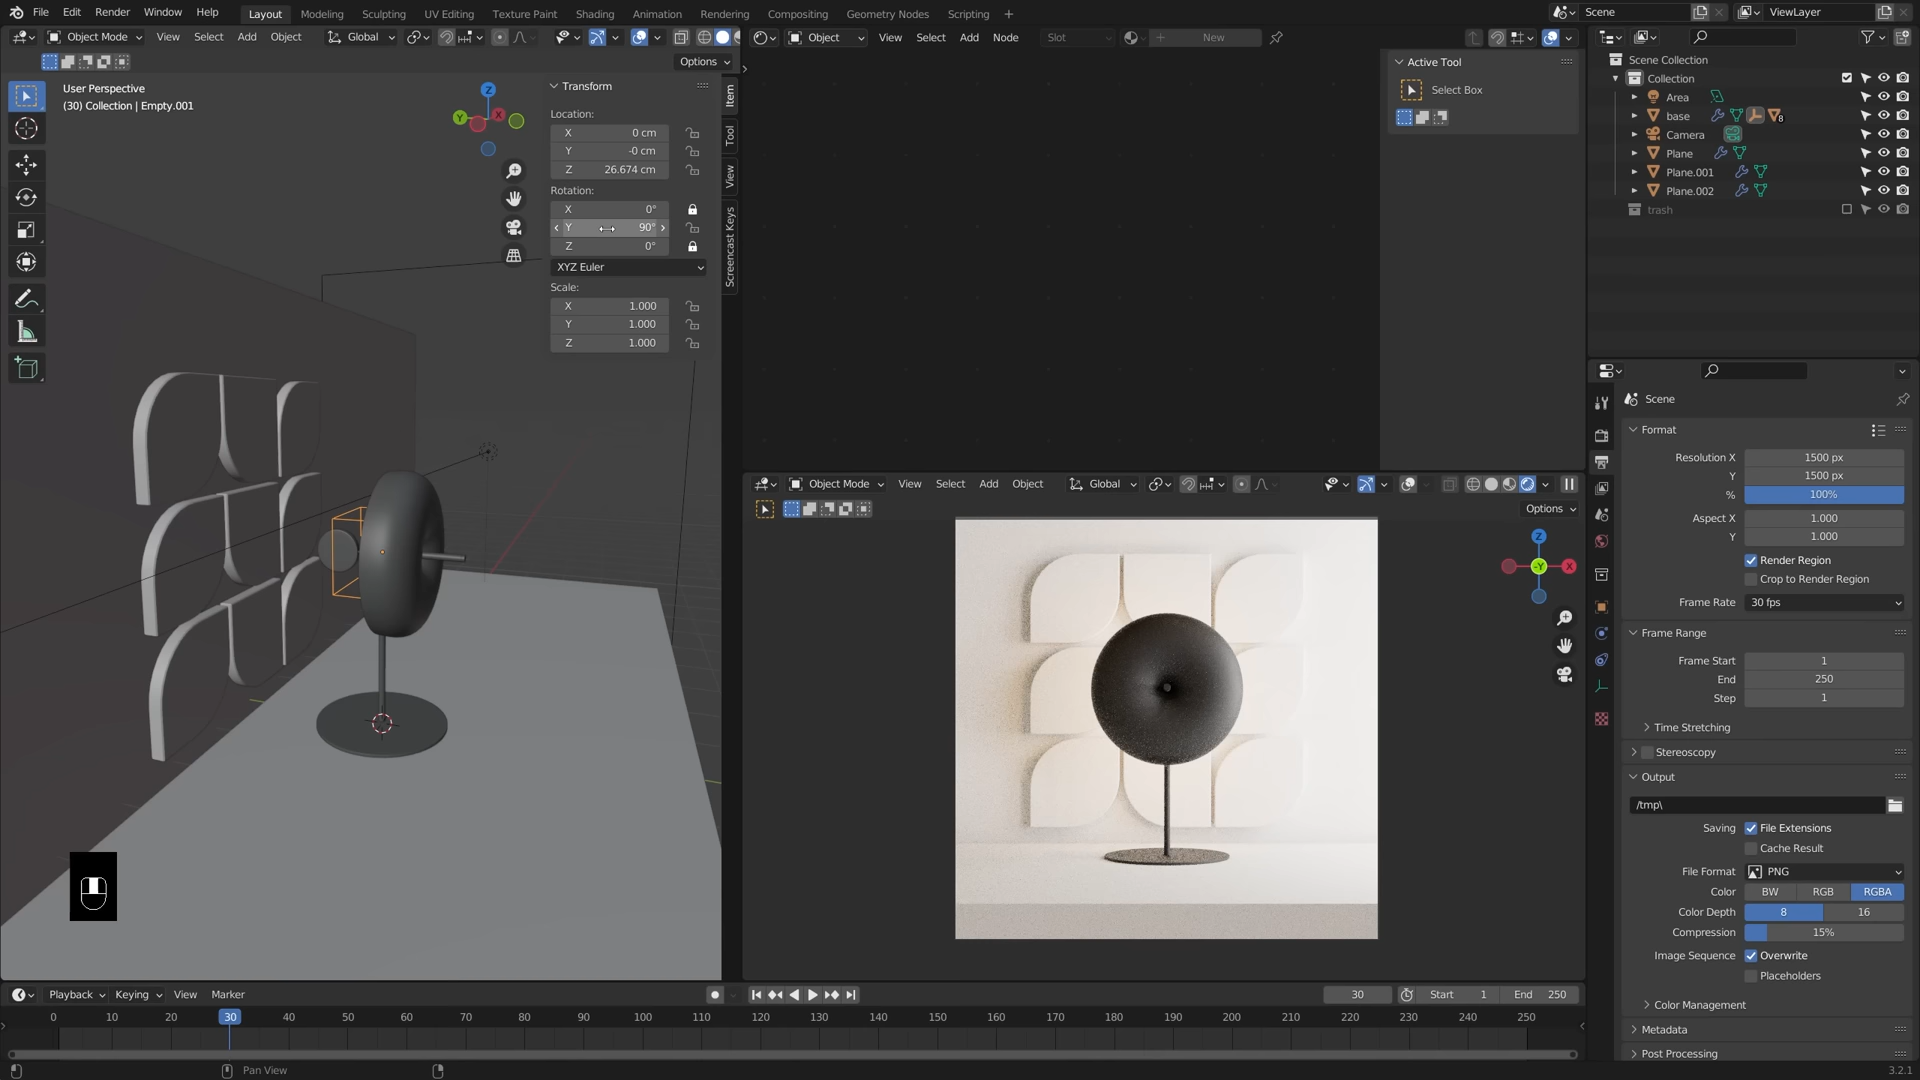 File Edit Render Window Help
Layout Modeling Sculpting UV Editing Texture Paint Shading Animation Rendering Compositing Geometry Nodes Scripting +
Scene
ViewLayer
Object Mode View Select Add Object Global
Options
User Perspective
(30) Collection | Empty.001
Z
Y
X
Transform
Location:
X 0 cm
Y -0 cm
Z 26.674 cm
Rotation:
X 0°
Y 90°
Z 0°
XYZ Euler
Scale:
X 1.000
Y 1.000
Z 1.000
Item
Tool
View
Screencast Keys
Object View Select Add Node Slot New
Active Tool
Select Box
Object Mode View Select Add Object Global
Options
Z
-Y
X
Scene Collection
Collection
Area
base 8
Camera
Plane
Plane.001
Plane.002
trash
Scene
Format
Resolution X 1500 px
Y 1500 px
% 100%
Aspect X 1.000
Y 1.000
Render Region
Crop to Render Region
Frame Rate 30 fps
Frame Range
Frame Start 1
End 250
Step 1
Time Stretching
Stereoscopy
Output
/tmp\
Saving File Extensions
Cache Result
File Format PNG
Color BW RGB RGBA
Color Depth 8 16
Compression 15%
Image Sequence Overwrite
Placeholders
Color Management
Metadata
Post Processing
Playback Keying View Marker
30 Start 1 End 250
0 10 20 30 40 50 60 70 80 90 100 110 120 130 140 150 160 170 180 190 200 210 220 230 240 250
Pan View
3.2.1